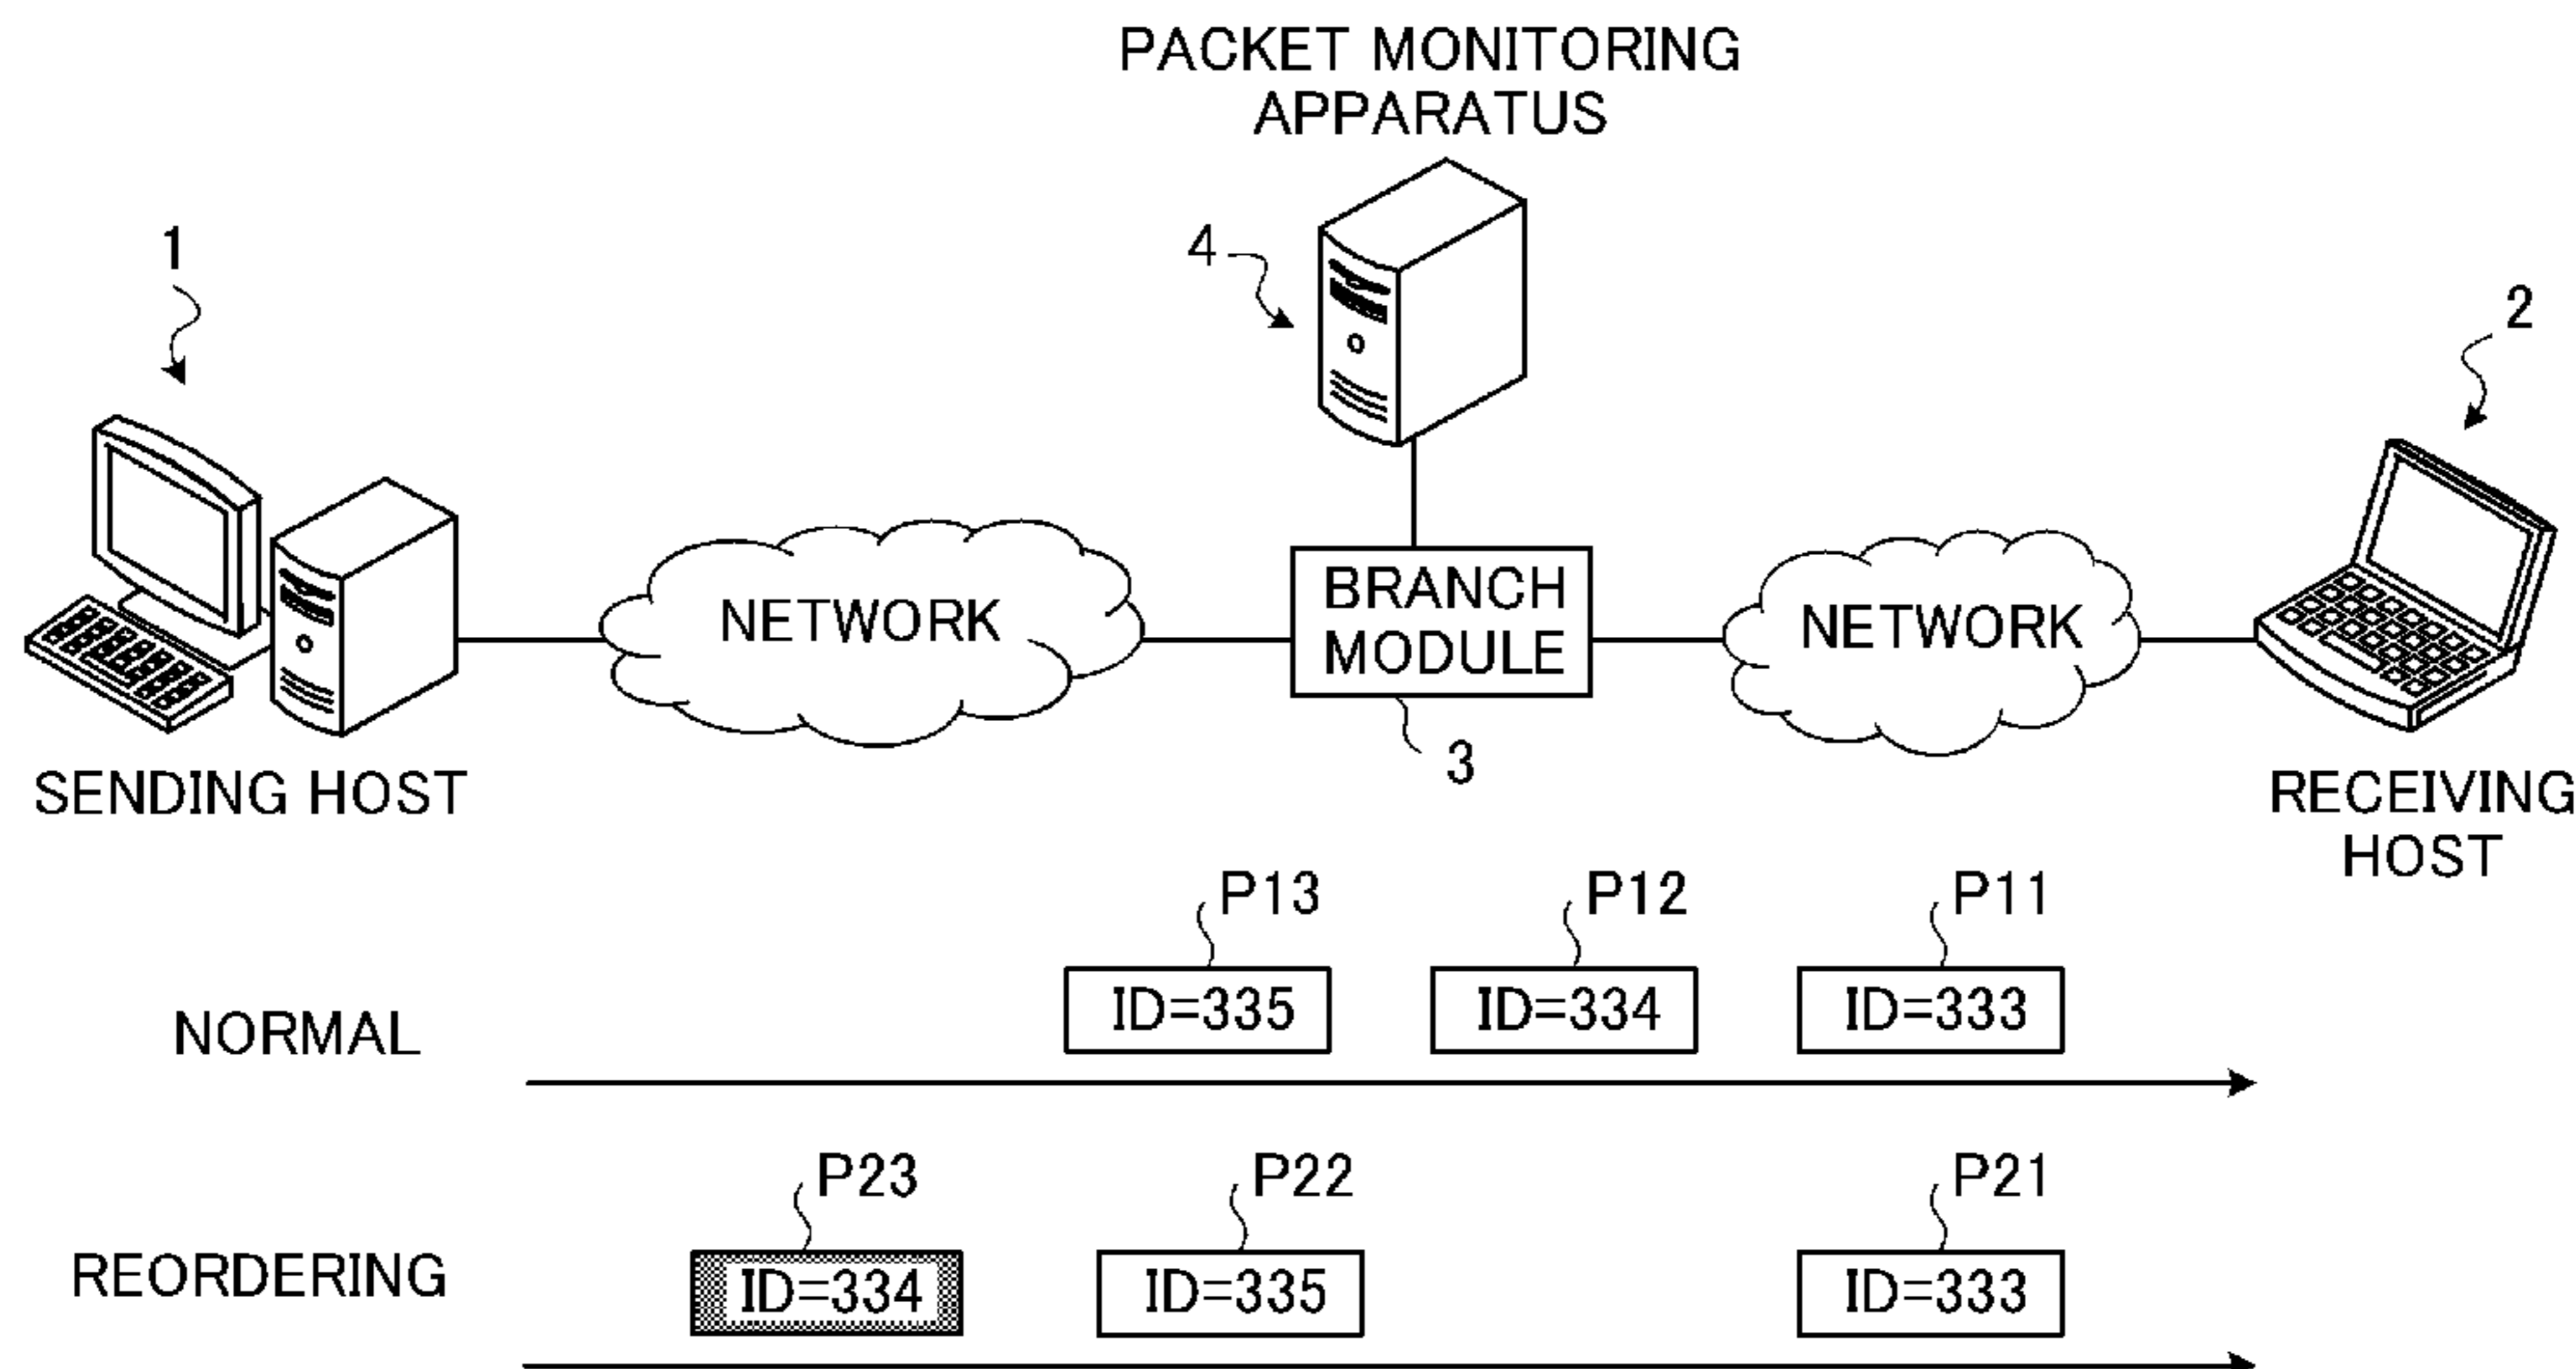 PACKET MONITORING
APPARATUS
1
4
2
NETWORK
BRANCH
MODULE
NETWORK
3
SENDING HOST
RECEIVING
HOST
P13
P12
P11
NORMAL
ID=335
ID=334
ID=333
P23
P22
P21
REORDERING
ID=334
ID=335
ID=333